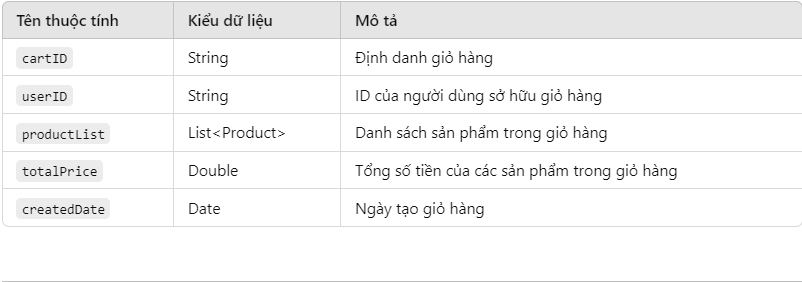 Tên thuộc tính Kiểu dữ liệu Mô tả
cartID String Định danh giỏ hàng
userID String ID của người dùng sở hữu giỏ hàng
productList List<Product> Danh sách sản phẩm trong giỏ hàng
totalPrice Double Tổng số tiền của các sản phẩm trong giỏ hàng
createdDate Date Ngày tạo giỏ hàng